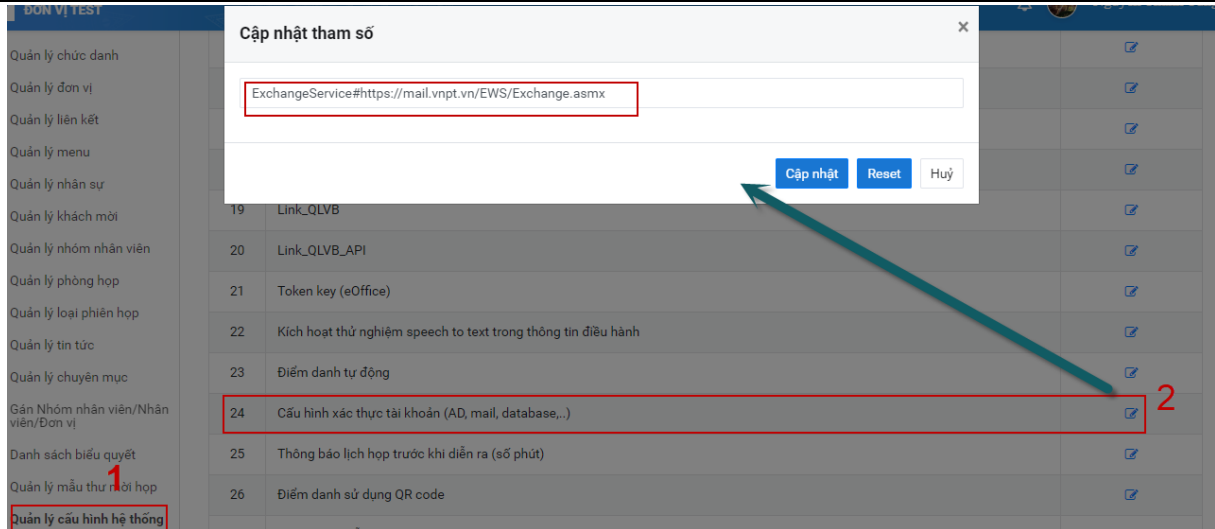 ĐƠN VỊ TEST
Quản lý chức danh
Quản lý đơn vị
Quản lý liên kết
Quản lý menu
Quản lý nhân sự
Quản lý khách mời
Quản lý nhóm nhân viên
Quản lý phòng họp
Quản lý loại phiên họp
Quản lý tin tức
Quản lý chuyên mục
Gán Nhóm nhân viên/Nhân
viên/Đơn vị
Danh sách biểu quyết
1
Quản lý mẫu thư mời họp
Quản lý cấu hình hệ thống
Cập nhật tham số
×
ExchangeService#https://mail.vnpt.vn/EWS/Exchange.asmx
Cập nhật Reset Huỷ
19 Link_QLVB
20 Link_QLVB_API
21 Token key (eOffice)
22 Kích hoạt thử nghiệm speech to text trong thông tin điều hành
23 Điểm danh tự động
24 Cấu hình xác thực tài khoản (AD, mail, database,..)
2
25 Thông báo lịch họp trước khi diễn ra (số phút)
26 Điểm danh sử dụng QR code